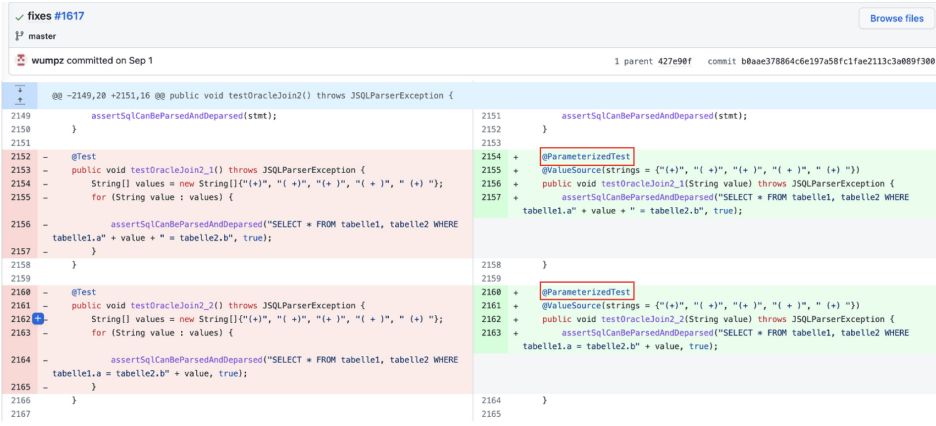 fixes #1617
Browse files
master
wumpz committed on Sep 1
1 parent 427e90f commit b0aae378864c6e197a58fc1fae2113c3a089f300
@@ -2149,20 +2151,16 @@ public void testOracleJoin2() throws JSQLParserException {
2149 assertSqlCanBeParsedAndDeparsed(stmt);
2150 }
2151
2152 - @Test
2153 - public void testOracleJoin2_1() throws JSQLParserException {
2154 - String[] values = new String[]{"(+)", "( +)", "(+ )", "( + )", " (+) "};
2155 - for (String value : values) {
2156 - assertSqlCanBeParsedAndDeparsed("SELECT * FROM tabelle1, tabelle2 WHERE
tabelle1.a" + value + " = tabelle2.b", true);
2157 - }
2158 }
2159
2160 - @Test
2161 - public void testOracleJoin2_2() throws JSQLParserException {
2162 + - String[] values = new String[]{"(+)", "( +)", "(+ )", "( + )", " (+) "};
2163 - for (String value : values) {
2164 - assertSqlCanBeParsedAndDeparsed("SELECT * FROM tabelle1, tabelle2 WHERE
tabelle1.a = tabelle2.b" + value, true);
2165 - }
2166 }
2167
2151 assertSqlCanBeParsedAndDeparsed(stmt);
2152 }
2153
2154 + @ParameterizedTest
2155 + @ValueSource(strings = {"(+)", "( +)", "(+ )", "( + )", " (+) "})
2156 + public void testOracleJoin2_1(String value) throws JSQLParserException {
2157 + assertSqlCanBeParsedAndDeparsed("SELECT * FROM tabelle1, tabelle2 WHERE
tabelle1.a" + value + " = tabelle2.b", true);
2158 }
2159
2160 + @ParameterizedTest
2161 + @ValueSource(strings = {"(+)", "( +)", "(+ )", "( + )", " (+) "})
2162 + public void testOracleJoin2_2(String value) throws JSQLParserException {
2163 + assertSqlCanBeParsedAndDeparsed("SELECT * FROM tabelle1, tabelle2 WHERE
tabelle1.a = tabelle2.b" + value, true);
2164 }
2165